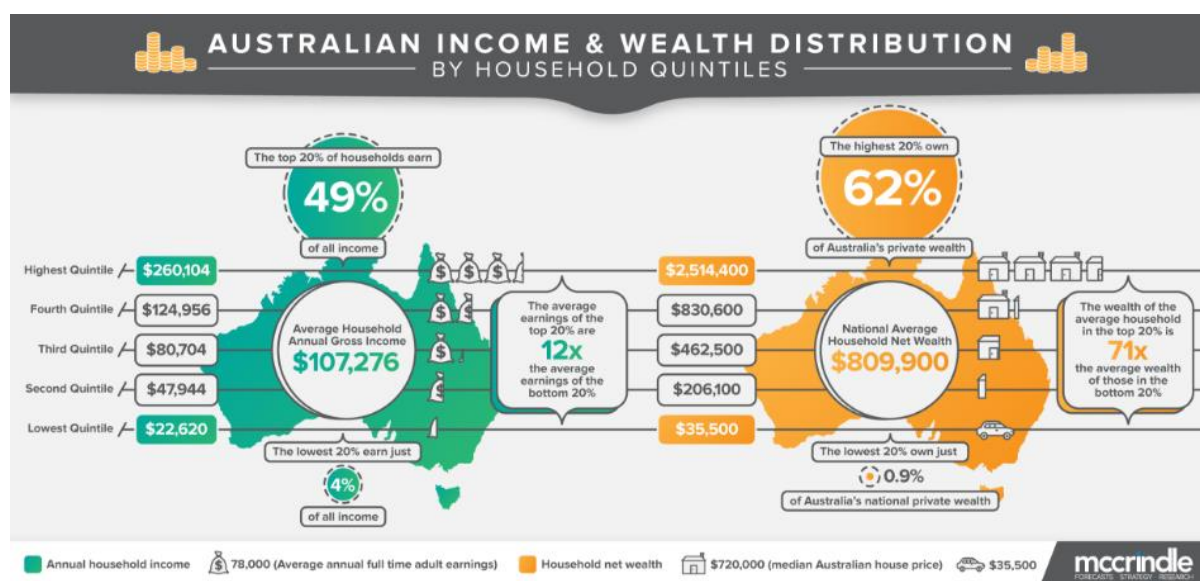 AUSTRALIAN INCOME & WEALTH DISTRIBUTION
BY HOUSEHOLD QUINTILES
The top 20% of households earn
49%
of all income
Highest Quintile
$260,104
Fourth Quintile
$124,956
Third Quintile
$80,704
Second Quintile
$47,944
Lowest Quintile
$22,620
Average Household
Annual Gross Income
$107,276
The average
earnings of the
top 20% are
12x
the average
earnings of the
bottom 20%
The lowest 20% earn just
4%
of all income
The highest 20% own
62%
of Australia's private wealth
$2,514,400
$830,600
$462,500
$206,100
$35,500
National Average
Household Net Wealth
$809,900
The wealth of the
average household
in the top 20% is
71x
the average wealth
of those in the
bottom 20%
The lowest 20% own just
0.9%
of Australia's national private wealth
Annual household income
78,000 (Average annual full time adult earnings)
Household net wealth
$720,000 (median Australian house price)
$35,500
mccrindle
FORECASTS STRATEGY RESEARCH